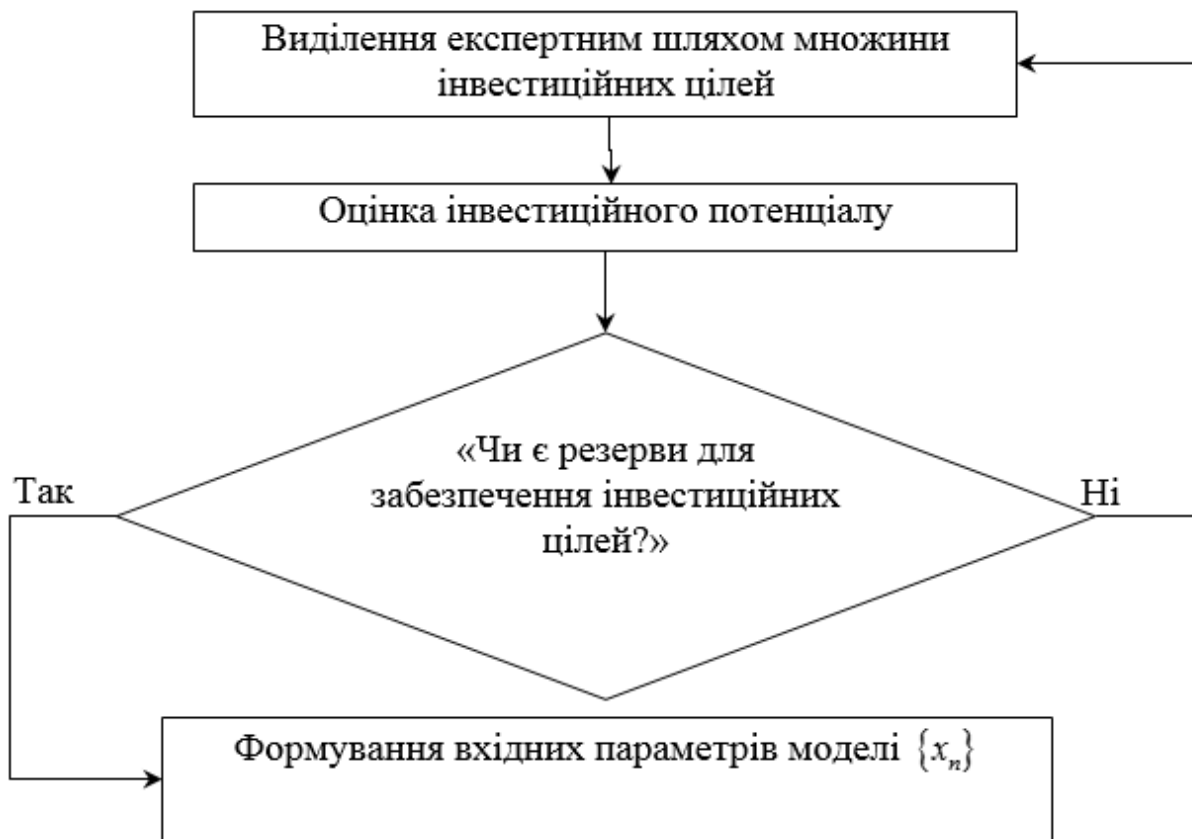 Виділення експертним шляхом множини
інвестиційних цілей
Оцінка інвестиційного потенціалу
«Чи є резерви для
забезпечення інвестиційних
цілей?»
Так
Ні
Формування вхідних параметрів моделі {xₙ}